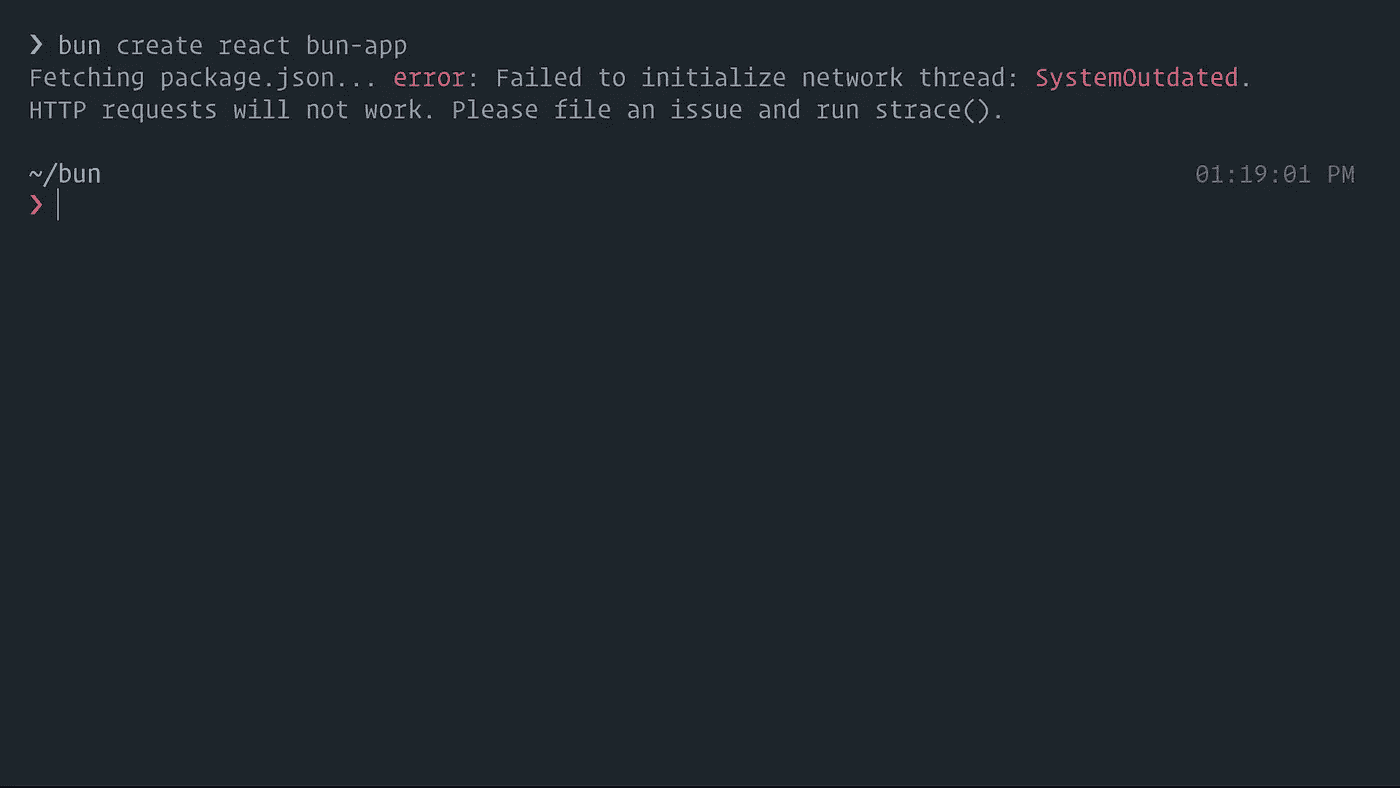 ❯ bun create react bun-app
Fetching package.json... error: Failed to initialize network thread: SystemOutdated.
HTTP requests will not work. Please file an issue and run strace().
~/bun 01:19:01 PM
❯